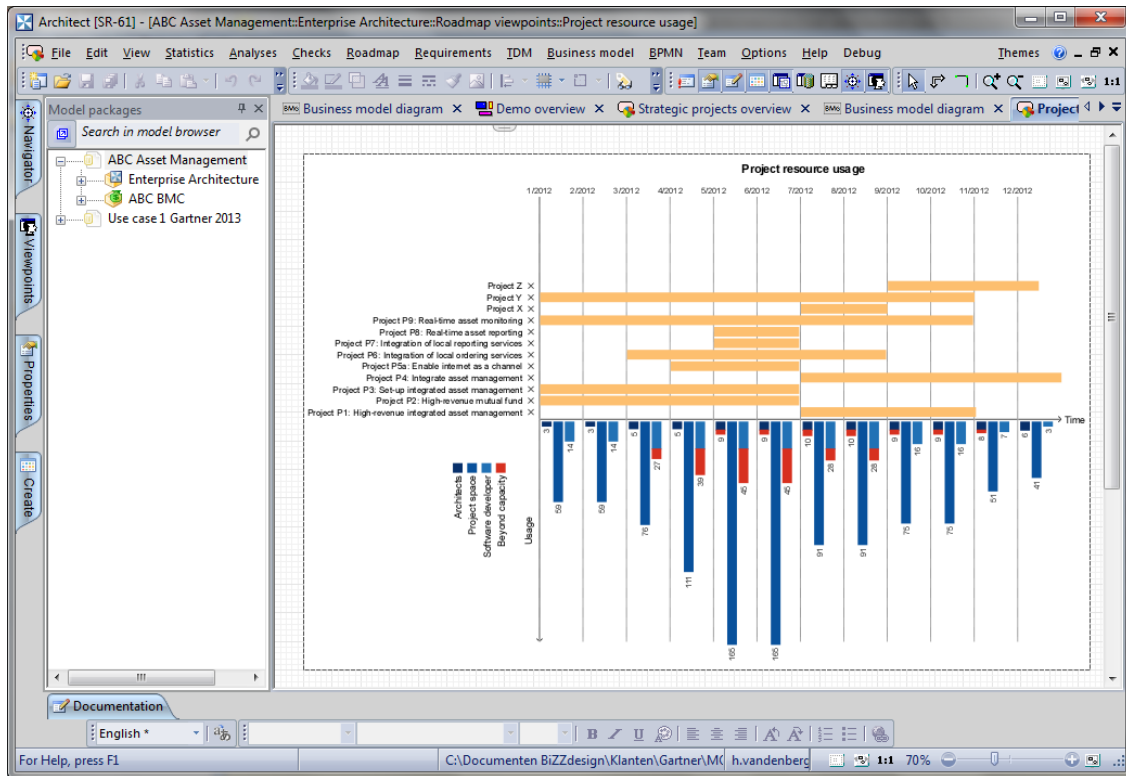 Architect [SR-61] - [ABC Asset Management::Enterprise Architecture::Roadmap viewpoints::Project resource usage]
File Edit View Statistics Analyses Checks Roadmap Requirements TDM Business model BPMN Team Options Help Debug Themes
1:1
Model packages
BMo Business model diagram Demo overview Strategic projects overview BMo Business model diagram Project
Search in model browser
ABC Asset Management
Enterprise Architecture
ABC BMC
Use case 1 Gartner 2013
Navigator
Viewpoints
Properties
Create
Project resource usage
1/2012 2/2012 3/2012 4/2012 5/2012 6/2012 7/2012 8/2012 9/2012 10/2012 11/2012 12/2012
Project Z
Project Y
Project X
Project P9: Real-time asset monitoring
Project P8: Real-time asset reporting
Project P7: Integration of local reporting services
Project P6: Integration of local ordering services
Project P5a: Enable internet as a channel
Project P4: Integrate asset management
Project P3: Set-up integrated asset management
Project P2: High-revenue mutual fund
Project P1: High-revenue integrated asset management
Time
3 59 14 3 59 14 5 76 27 5 111 39 9 165 45 9 165 45 10 91 28 10 91 28 9 75 16 9 75 16 8 51 7 6 41 3
Architects
Project space
Software developer
Beyond capacity
Usage
Documentation
English *
B I U
For Help, press F1
C:\Documenten BiZZdesign\Klanten\Gartner\M( h.vandenberg 1:1 70%